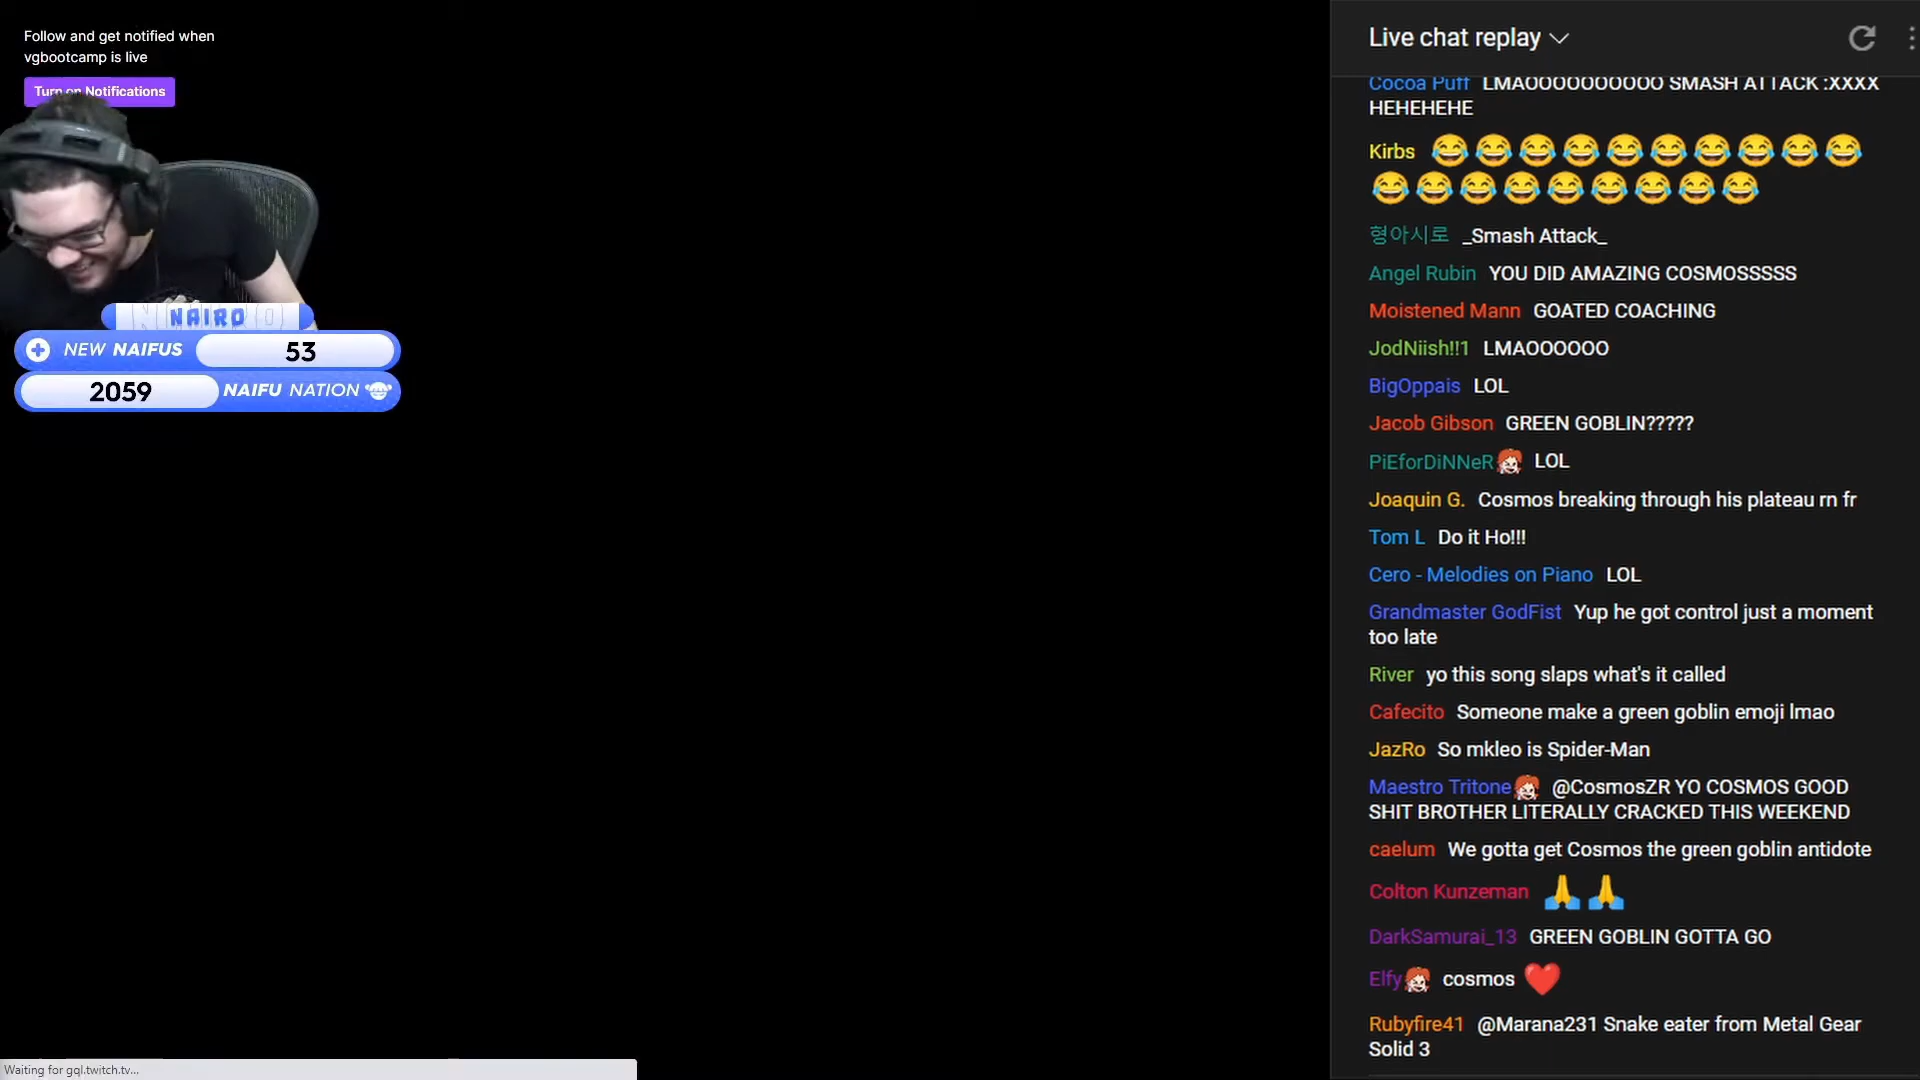 Follow and get notified when
vgbootcamp is live
Turn on Notifications
NAIRO
NEW NAIFUS
53
2059
NAIFU NATION
Waiting for gql.twitch.tv...
Live chat replay
Cocoa Puff LMAOOOOOOOOOO SMASH ATTACK :XXXX
HEHEHEHE
Kirbs 😂😂😂😂😂😂😂😂😂😂
😂😂😂😂😂😂😂😂😂
형아시로 _Smash Attack_
Angel Rubin YOU DID AMAZING COSMOSSSSS
Moistened Mann GOATED COACHING
JodNiish!!1 LMAOOOOOO
BigOppais LOL
Jacob Gibson GREEN GOBLIN?????
PiEforDiNNeR LOL
Joaquin G. Cosmos breaking through his plateau rn fr
Tom L Do it Ho!!!
Cero - Melodies on Piano LOL
Grandmaster GodFist Yup he got control just a moment
too late
River yo this song slaps what's it called
Cafecito Someone make a green goblin emoji lmao
JazRo So mkleo is Spider-Man
Maestro Tritone @CosmosZR YO COSMOS GOOD
SHIT BROTHER LITERALLY CRACKED THIS WEEKEND
caelum We gotta get Cosmos the green goblin antidote
Colton Kunzeman 🙏🙏
DarkSamurai_13 GREEN GOBLIN GOTTA GO
Elfy cosmos ❤️
Rubyfire41 @Marana231 Snake eater from Metal Gear
Solid 3